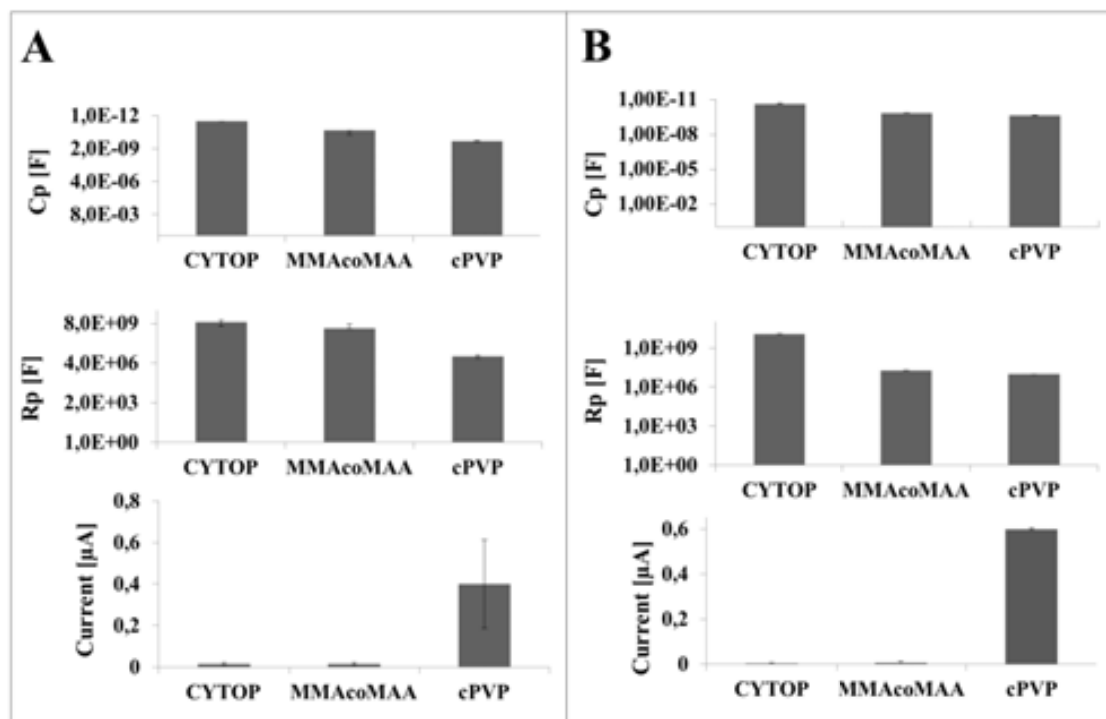 A
Cp [F]
1,0E-12
2,0E-09
4,0E-06
8,0E-03
CYTOP MMAcoMAA cPVP
Rp [F]
8,0E+09
4,0E+06
2,0E+03
1,0E+00
CYTOP MMAcoMAA cPVP
Current [µA]
0,8
0,6
0,4
0,2
0
CYTOP MMAcoMAA cPVP
B
Cp [F]
1,00E-11
1,00E-08
1,00E-05
1,00E-02
CYTOP MMAcoMAA cPVP
Rp [F]
1,0E+09
1,0E+06
1,0E+03
1,0E+00
CYTOP MMAcoMAA cPVP
Current [µA]
0,6
0,4
0,2
0
CYTOP MMAcoMAA cPVP